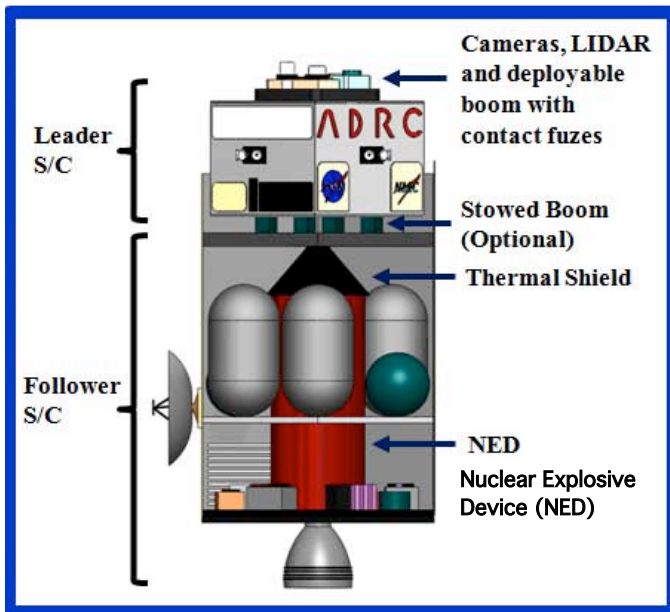 Cameras, LIDAR
and deployable
boom with
contact fuzes
Leader
S/C
ADRC
Stowed Boom
(Optional)
Thermal Shield
Follower
S/C
NED
Nuclear Explosive
Device (NED)